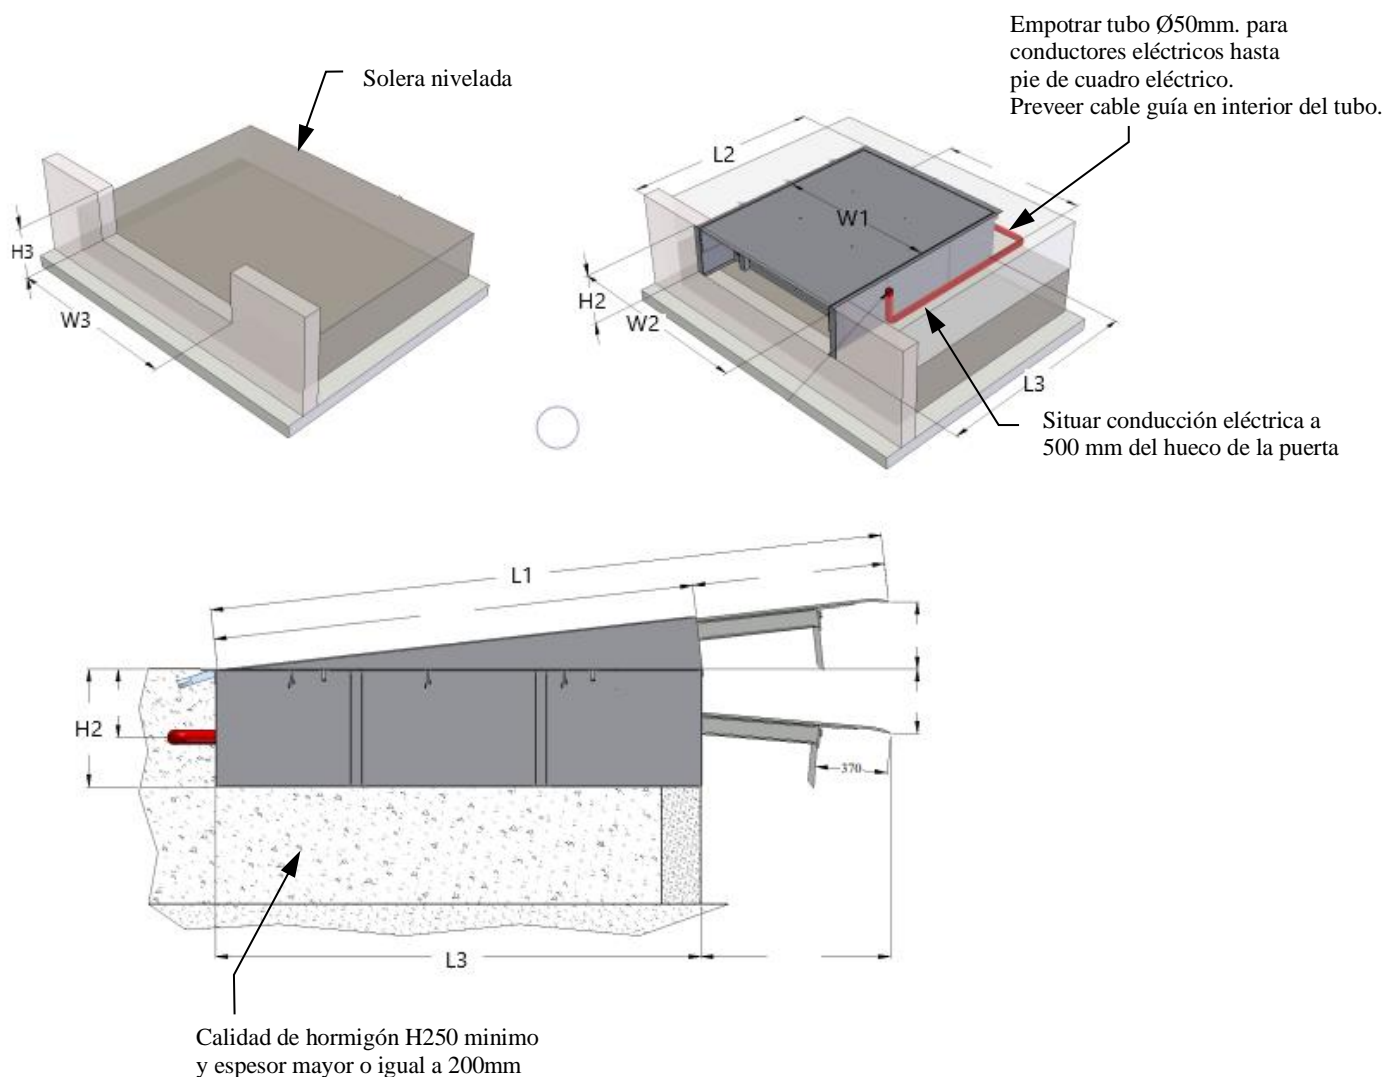 Empotrar tubo Ø50mm. para
conductores eléctricos hasta
pie de cuadro eléctrico.
Preveer cable guía en interior del tubo.
Solera nivelada
L2
W1
H3
W3
H2
W2
L3
Situar conducción eléctrica a
500 mm del hueco de la puerta
L1
H2
370
L3
Calidad de hormigón H250 minimo
y espesor mayor o igual a 200mm